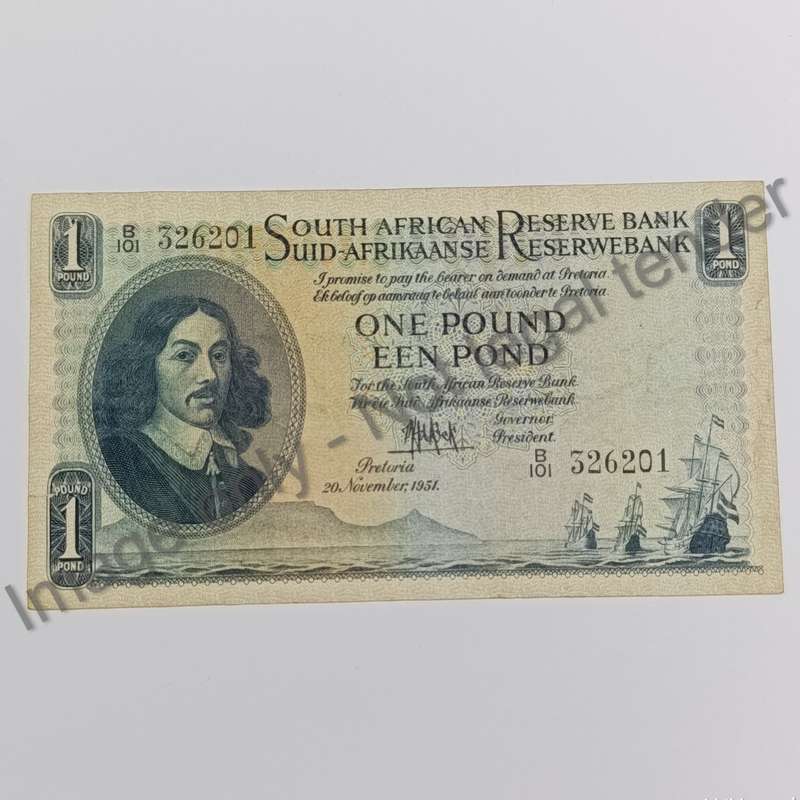 1
POUND
B
101 326201
SOUTH AFRICAN RESERVE BANK
SUID-AFRIKAANSE RESERWEBANK
1
POND
I promise to pay the bearer on demand at Pretoria.
Ek beloof op aanvraag te betaal aan toonder te Pretoria.
ONE POUND
EEN POND
For the South African Reserve Bank
Vir die Suid-Afrikaanse Reserwebank
Governor.
President.
Pretoria
20. November, 1951.
B
101 326201
POUND
1
POND